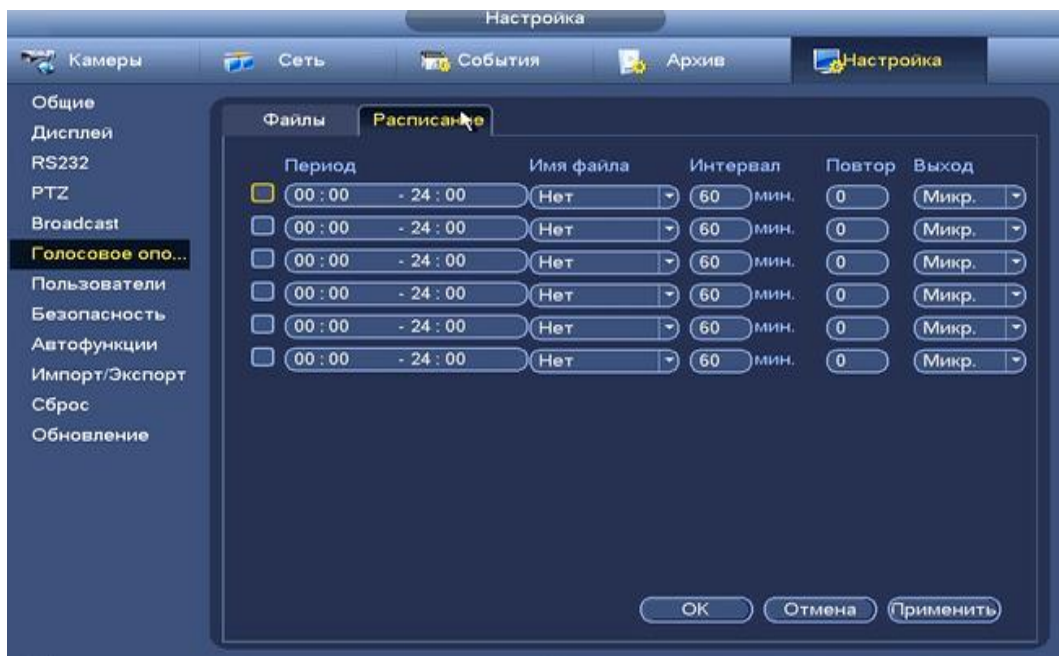 Настройка
Камеры Сеть События Архив Настройка
Общие
Дисплей
RS232
PTZ
Broadcast
Голосовое опо...
Пользователи
Безопасность
Автофункции
Импорт/Экспорт
Сброс
Обновление
Файлы Расписание
Период Имя файла Интервал Повтор Выход
00 : 00 - 24 : 00 Нет 60 мин. 0 Микр.
00 : 00 - 24 : 00 Нет 60 мин. 0 Микр.
00 : 00 - 24 : 00 Нет 60 мин. 0 Микр.
00 : 00 - 24 : 00 Нет 60 мин. 0 Микр.
00 : 00 - 24 : 00 Нет 60 мин. 0 Микр.
00 : 00 - 24 : 00 Нет 60 мин. 0 Микр.
OK Отмена Применить